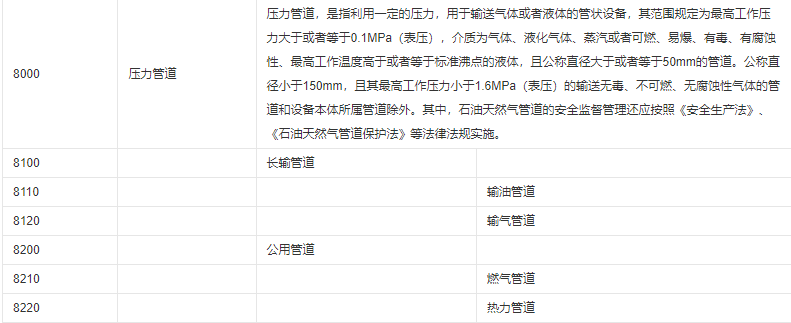 压力管道，是指利用一定的压力，用于输送气体或者液体的管状设备，其范围规定为最高工作压
力大于或者等于0.1MPa（表压），介质为气体、液化气体、蒸汽或者可燃、易爆、有毒、有腐蚀
性、最高工作温度高于或者等于标准沸点的液体，且公称直径大于或者等于50mm的管道。公称直
8000 压力管道
径小于150mm，且其最高工作压力小于1.6MPa（表压）的输送无毒、不可燃、无腐蚀性气体的管
道和设备本体所属管道除外。其中，石油天然气管道的安全监督管理还应按照《安全生产法》、
《石油天然气管道保护法》等法律法规实施。
8100 长输管道
8110 输油管道
8120 输气管道
8200 公用管道
8210 燃气管道
8220 热力管道